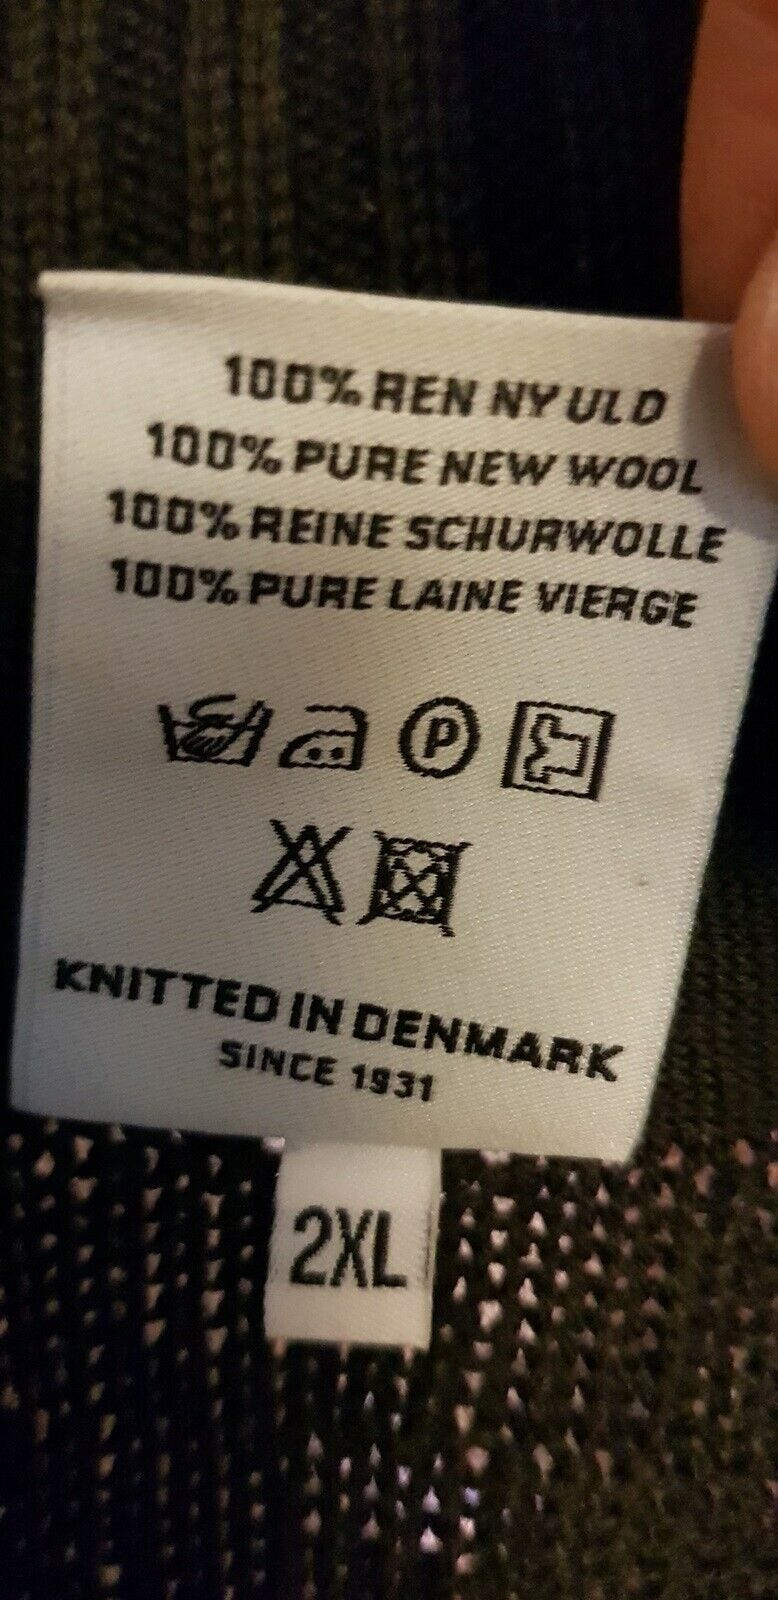 100% REN NY ULD
100% PURE NEW WOOL
100% REINE SCHURWOLLE
100% PURE LAINE VIERGE
P
KNITTED IN DENMARK
SINCE 1931
2XL